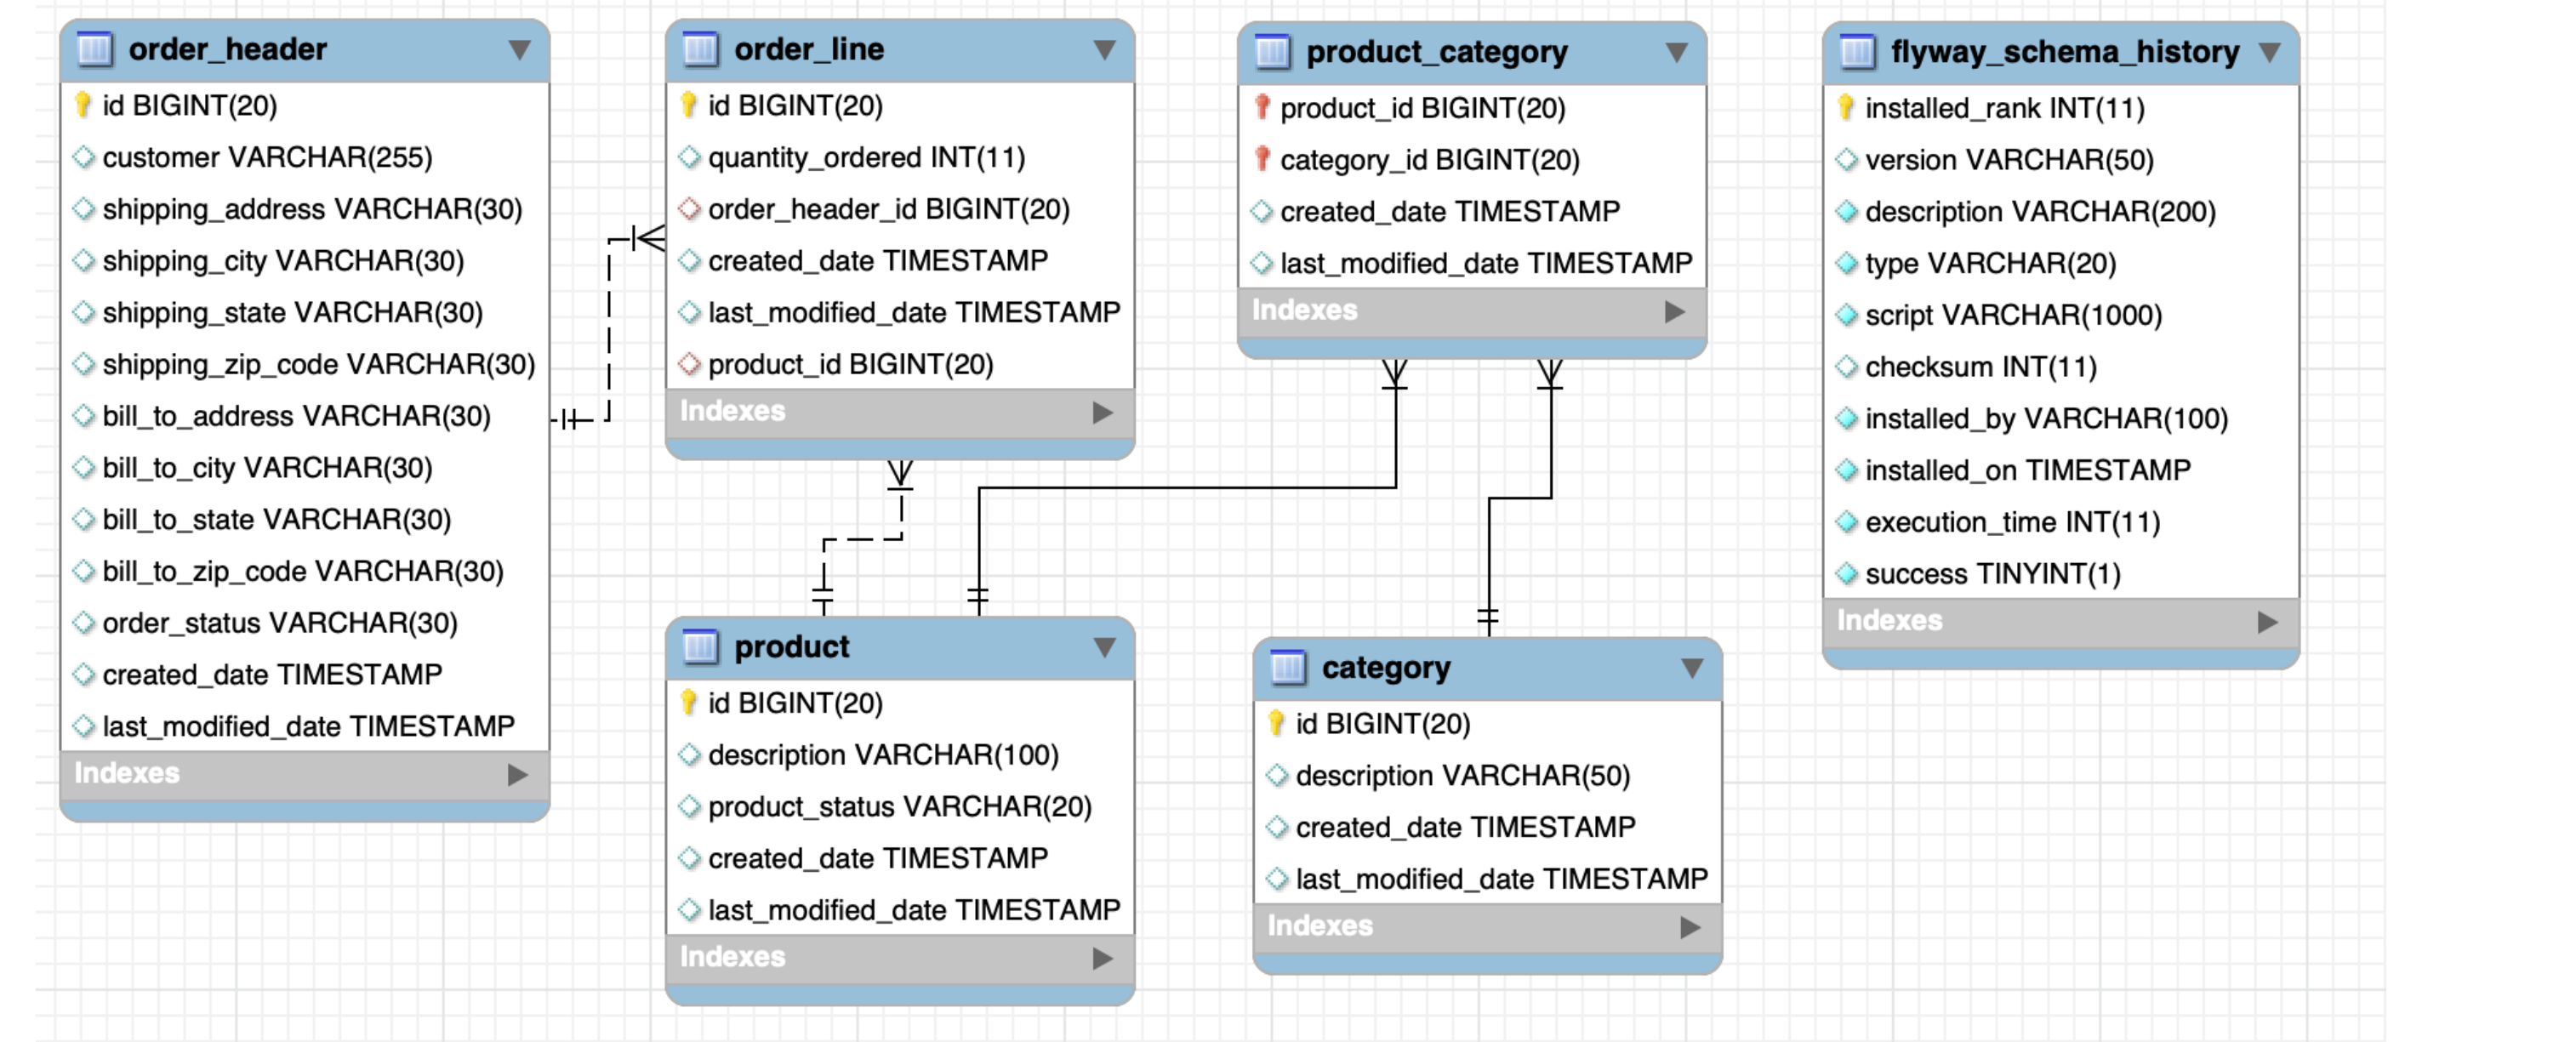 order_header
id BIGINT(20)
customer VARCHAR(255)
shipping_address VARCHAR(30)
shipping_city VARCHAR(30)
shipping_state VARCHAR(30)
shipping_zip_code VARCHAR(30)
bill_to_address VARCHAR(30)
bill_to_city VARCHAR(30)
bill_to_state VARCHAR(30)
bill_to_zip_code VARCHAR(30)
order_status VARCHAR(30)
created_date TIMESTAMP
last_modified_date TIMESTAMP
Indexes
order_line
id BIGINT(20)
quantity_ordered INT(11)
order_header_id BIGINT(20)
created_date TIMESTAMP
last_modified_date TIMESTAMP
product_id BIGINT(20)
Indexes
product_category
product_id BIGINT(20)
category_id BIGINT(20)
created_date TIMESTAMP
last_modified_date TIMESTAMP
Indexes
flyway_schema_history
installed_rank INT(11)
version VARCHAR(50)
description VARCHAR(200)
type VARCHAR(20)
script VARCHAR(1000)
checksum INT(11)
installed_by VARCHAR(100)
installed_on TIMESTAMP
execution_time INT(11)
success TINYINT(1)
Indexes
product
id BIGINT(20)
description VARCHAR(100)
product_status VARCHAR(20)
created_date TIMESTAMP
last_modified_date TIMESTAMP
Indexes
category
id BIGINT(20)
description VARCHAR(50)
created_date TIMESTAMP
last_modified_date TIMESTAMP
Indexes